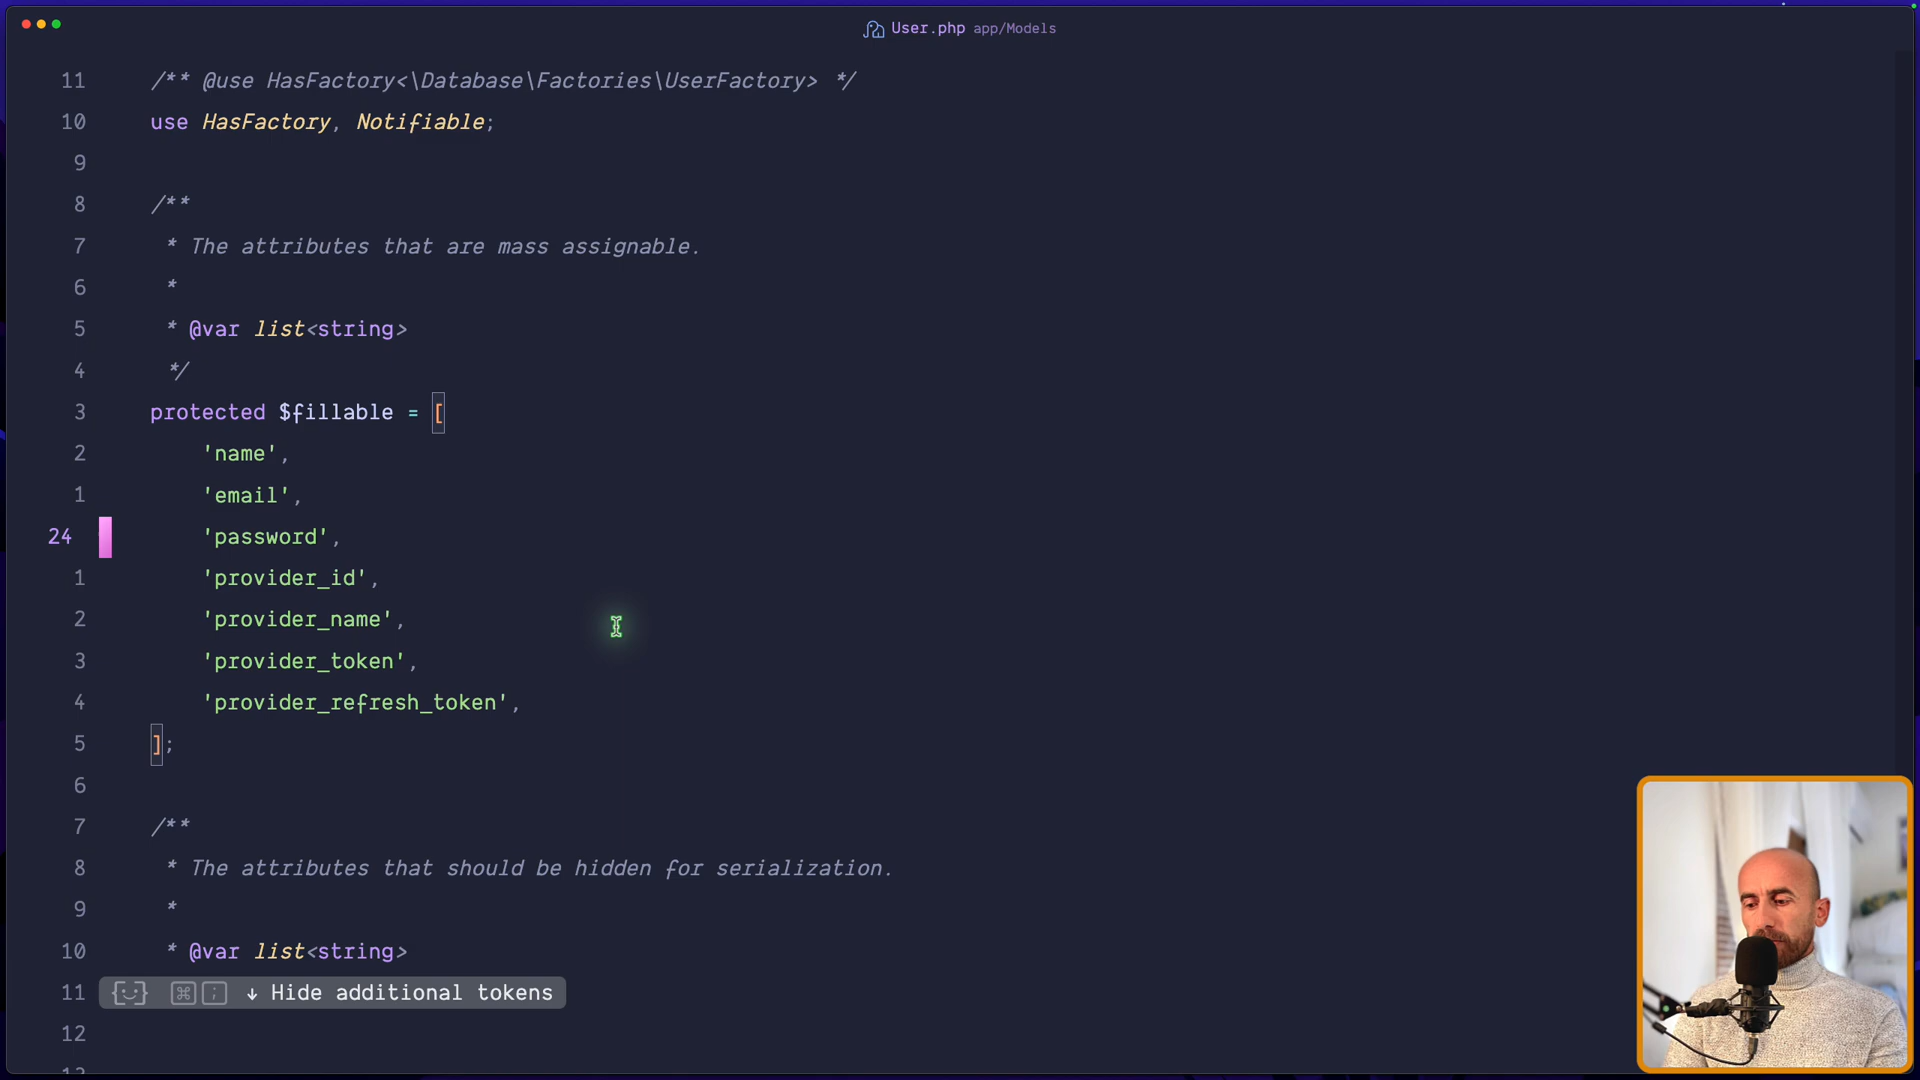 User.php app/Models
11 /** @use HasFactory<\Database\Factories\UserFactory> */
10 use HasFactory, Notifiable;
9
8 /**
7 * The attributes that are mass assignable.
6 *
5 * @var list<string>
4 */
3 protected $fillable = [
2 'name',
1 'email',
24 'password',
1 'provider_id',
2 'provider_name',
3 'provider_token',
4 'provider_refresh_token',
5 ];
6
7 /**
8 * The attributes that should be hidden for serialization.
9 *
10 * @var list<string>
11 ⌘ ; ↓ Hide additional tokens
12